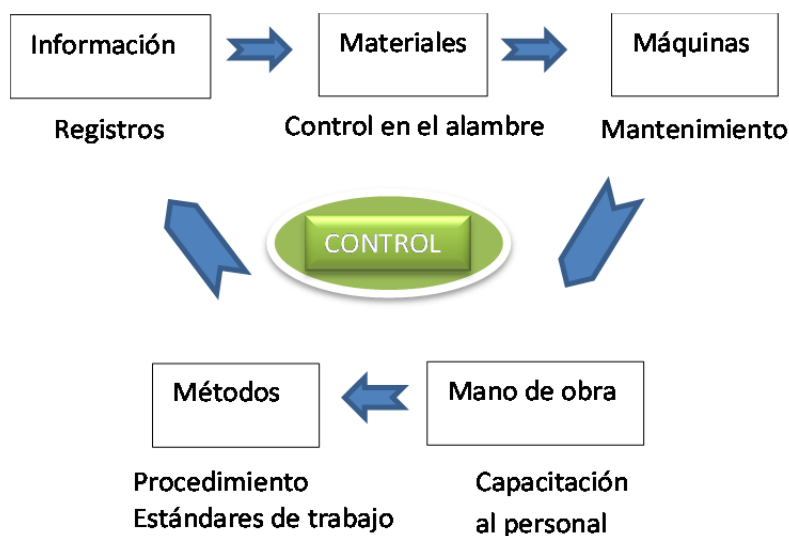 Información
Materiales
Máquinas
Registros
Control en el alambre
Mantenimiento
CONTROL
Métodos
Mano de obra
Procedimiento
Estándares de trabajo
Capacitación
al personal